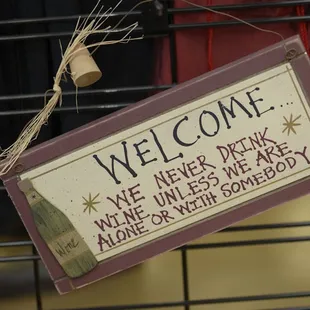 WELCOME...
WE NEVER DRINK
WINE UNLESS WE ARE
ALONE OR WITH SOMEBODY
Wine